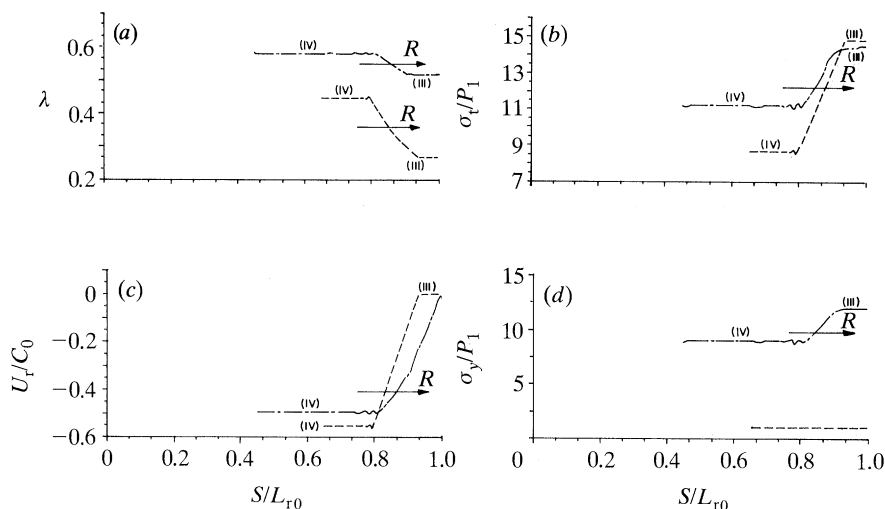 (a)
0.6
(IV)
R
(III)
λ
(IV)
0.4
R
(III)
0.2
(b)
15
(III)
(III)
13
R
σt/P1
11
(IV)
9
(IV)
7
(c)
0
(III)
−0.2
Ur/C0
R
−0.4
(IV)
(IV)
−0.6
0 0.2 0.4 0.6 0.8 1.0
S/Lr0
(d)
15
(III)
R
10
(IV)
σy/P1
5
0 0.2 0.4 0.6 0.8 1.0
S/Lr0